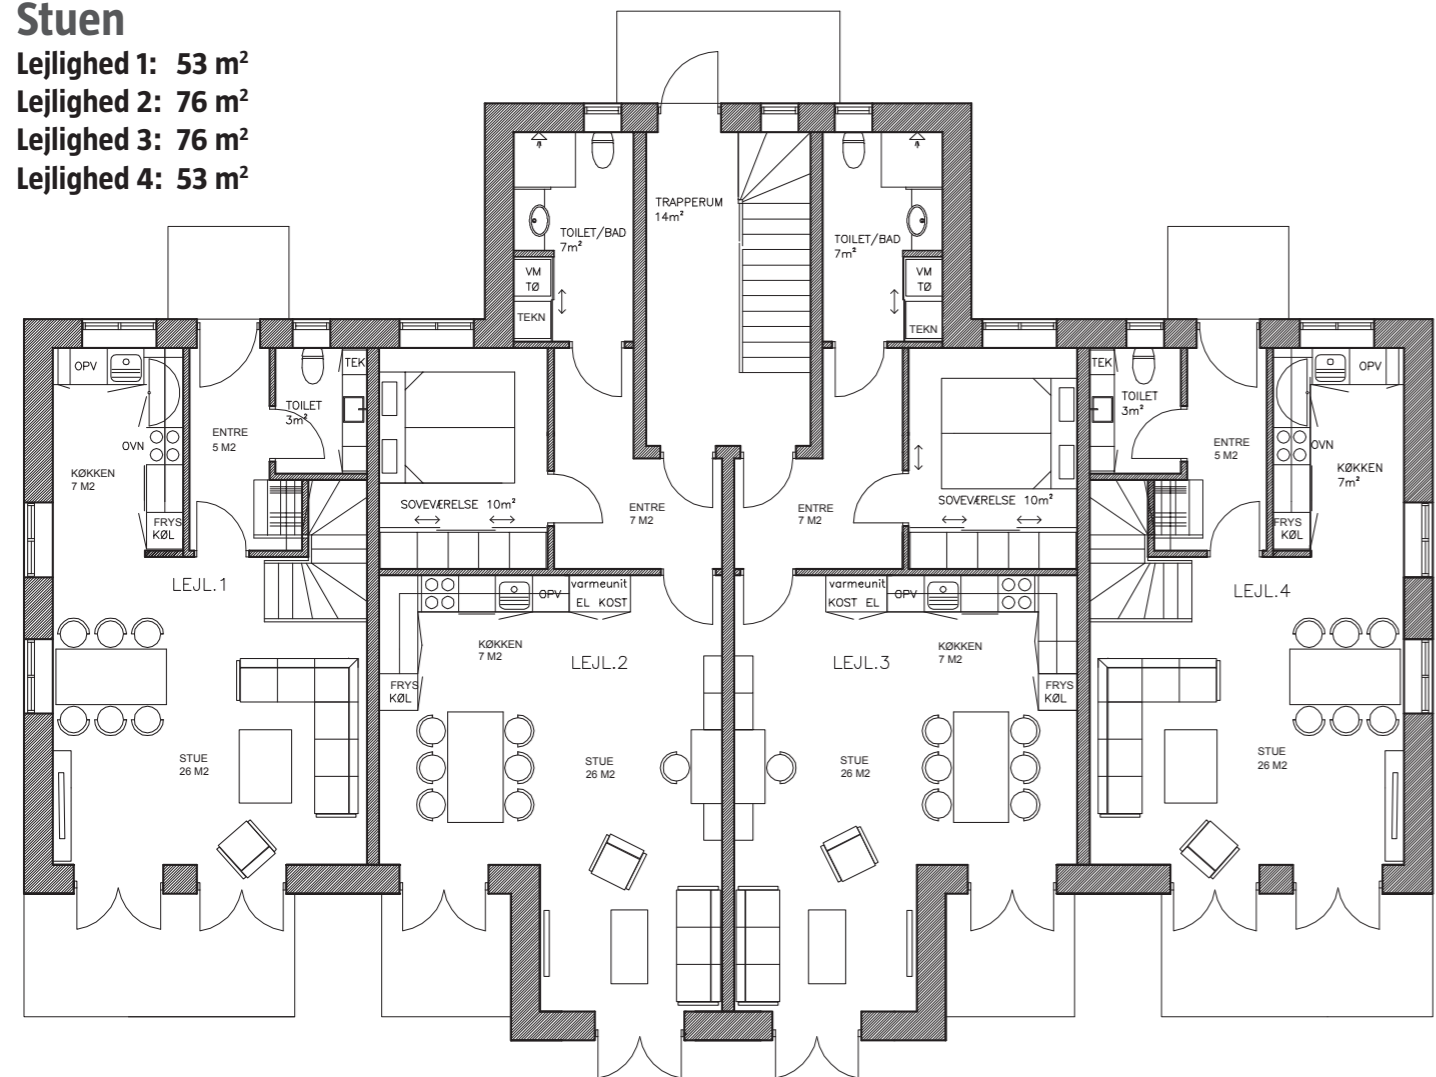 Stuen
Lejlighed 1: 53 m²
Lejlighed 2: 76 m²
Lejlighed 3: 76 m²
Lejlighed 4: 53 m²
TRAPPERUM
14m²
TOILET/BAD
7m²
VM
TØ
TEKN
TOILET/BAD
7m²
VM
TØ
TEKN
OPV
OVN
KØKKEN
7 M2
FRYS
KØL
ENTRE
5 M2
TOILET
3m²
TEK
LEJL.1
STUE
26 M2
SOVEVÆRELSE 10m²
ENTRE
7 M2
OPV
varmeunit
EL KOST
KØKKEN
7 M2
LEJL.2
FRYS
KØL
STUE
26 M2
ENTRE
7 M2
SOVEVÆRELSE 10m²
varmeunit
KOST EL
OPV
KØKKEN
7 M2
LEJL.3
FRYS
KØL
STUE
26 M2
TEK
TOILET
3m²
ENTRE
5 M2
OPV
OVN
KØKKEN
7m²
FRYS
KØL
LEJL.4
STUE
26 M2